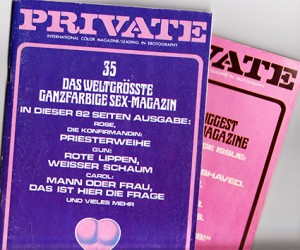 PRIVATE
INTERNATIONAL COLOR MAGAZINE/LEADING IN EROTOGRAPHY
35
DAS WELTGRÖSSTE
GANZFARBIGE SEX-MAGAZIN
IN DIESER 82 SEITEN AUSGABE:
ROSE,
DIE KONFIRMANDIN:
PRIESTERWEIHE
GUN:
ROTE LIPPEN,
WEISSER SCHAUM
CAROL:
MANN ODER FRAU,
DAS IST HIER DIE FRAGE
UND VIELES MEHR
VATE
IGGEST
MAGAZINE
E ISSUE:
SHAVED.